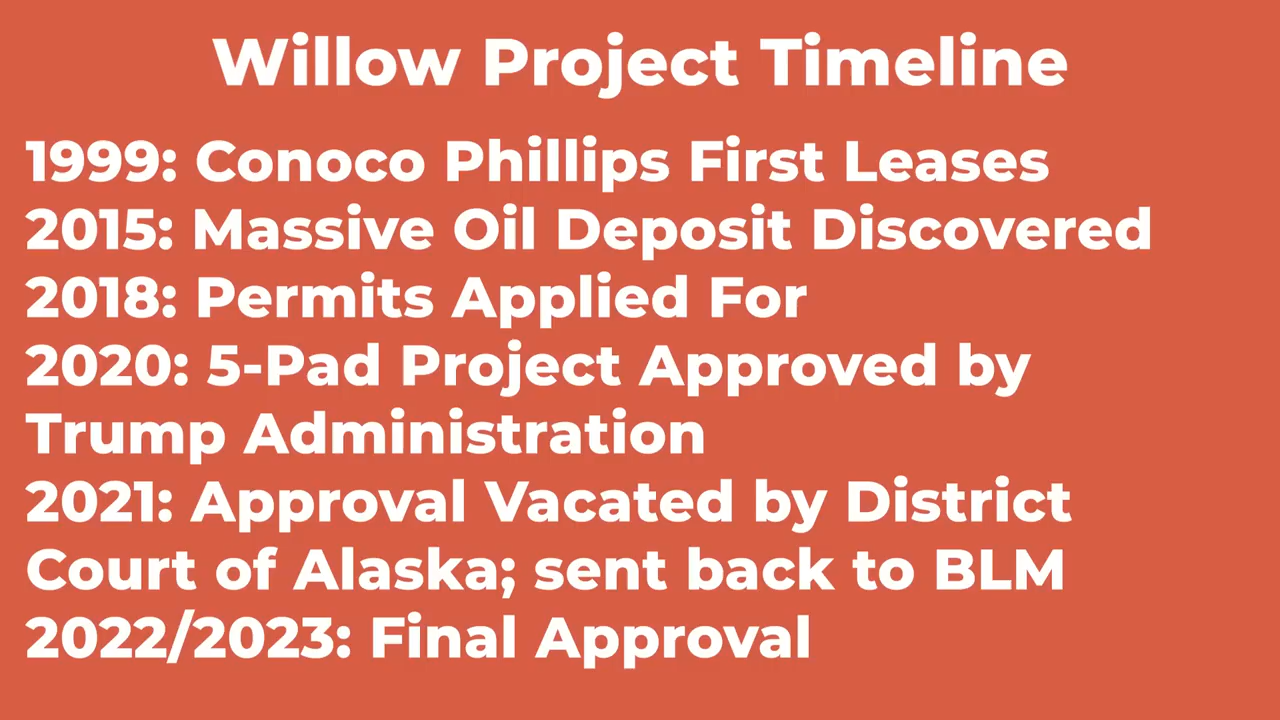 Willow Project Timeline
1999: Conoco Phillips First Leases
2015: Massive Oil Deposit Discovered
2018: Permits Applied For
2020: 5-Pad Project Approved by
Trump Administration
2021: Approval Vacated by District
Court of Alaska; sent back to BLM
2022/2023: Final Approval